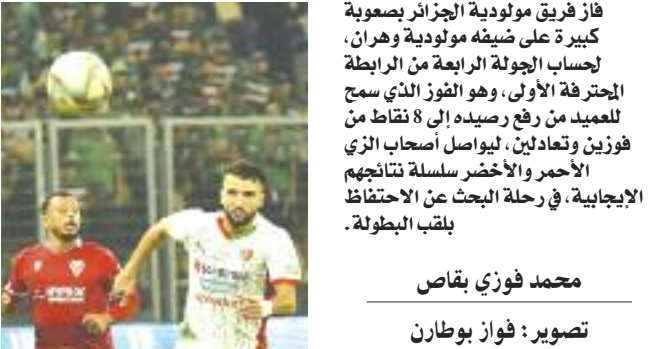 فاز فريق مولودية الجزائر بصعوبة
كبيرة على ضيفه مولودية وهران،
لحساب الجولة الرابعة من الرابطة
المحترفة الأولى، وهو الفوز الذي سمح
للعميد من رفع رصيده إلى 8 نقاط من
فوزين وتعادلين، ليواصل أصحاب الزي
الأحمر والأخضر سلسلة نتائجهم
الإيجابية، في رحلة البحث عن الاحتفاظ
بلقب البطولة.
محمد فوزي بقاص
تصوير: فواز بوطارن